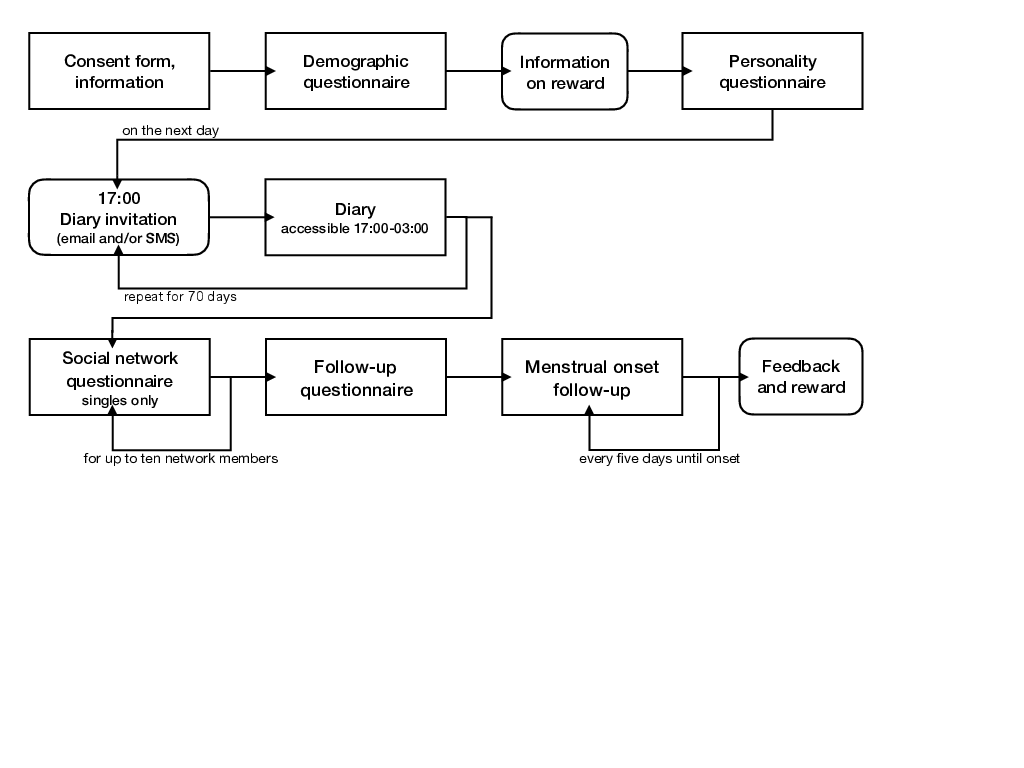 Consent form,
information
Demographic
questionnaire
Information
on reward
Personality
questionnaire
on the next day
17:00
Diary invitation
(email and/or SMS)
Diary
accessible 17:00-03:00
repeat for 70 days
Social network
questionnaire
singles only
Follow-up
questionnaire
Menstrual onset
follow-up
Feedback
and reward
for up to ten network members
every five days until onset